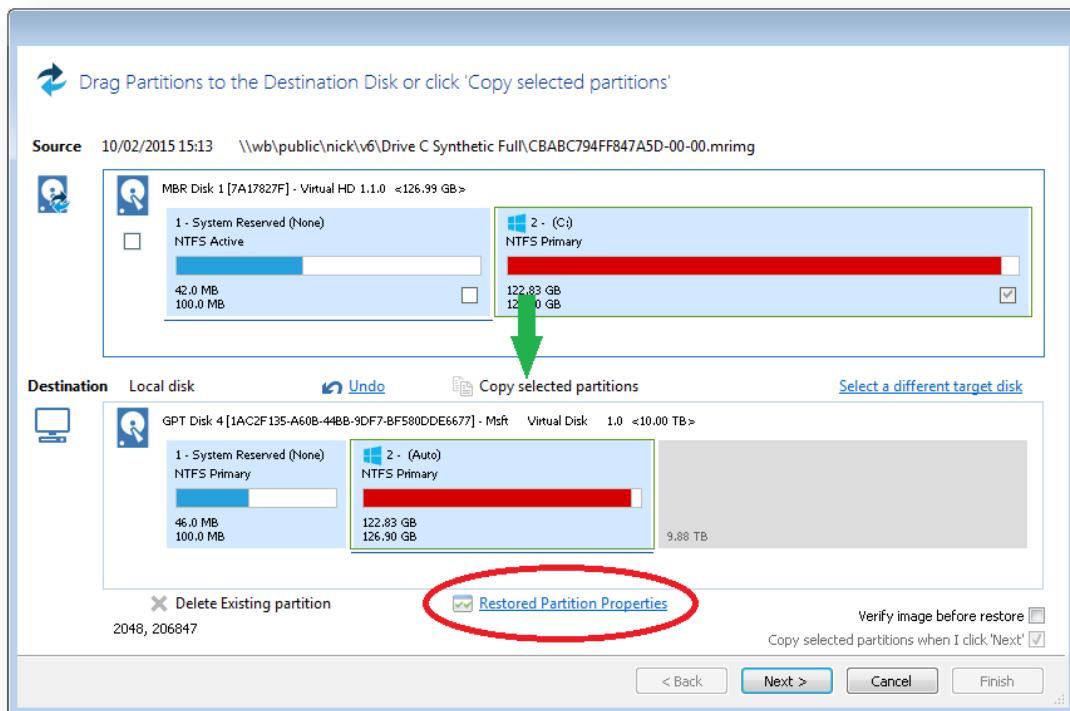 Drag Partitions to the Destination Disk or click 'Copy selected partitions'
Source 10/02/2015 15:13 \\wb\public\nick\v6\Drive C Synthetic Full\CBABC794FF847A5D-00-00.mrimg
MBR Disk 1 [7A17827F] - Virtual HD 1.1.0 <126.99 GB>
1 - System Reserved (None)
NTFS Active
42.0 MB
100.0 MB
2 - (C:)
NTFS Primary
122.83 GB
GB
Destination Local disk Undo Copy selected partitions Select a different target disk
GPT Disk 4 [1AC2F135-A60B-44BB-9DF7-BF580DDE6677] - Msft Virtual Disk 1.0 <10.00 TB>
1 - System Reserved (None)
NTFS Primary
46.0 MB
100.0 MB
2 - (Auto)
NTFS Primary
122.83 GB
126.90 GB
9.88 TB
Delete Existing partition Restored Partition Properties
2048, 206847
Verify image before restore
Copy selected partitions when I click 'Next'
< Back Next > Cancel Finish